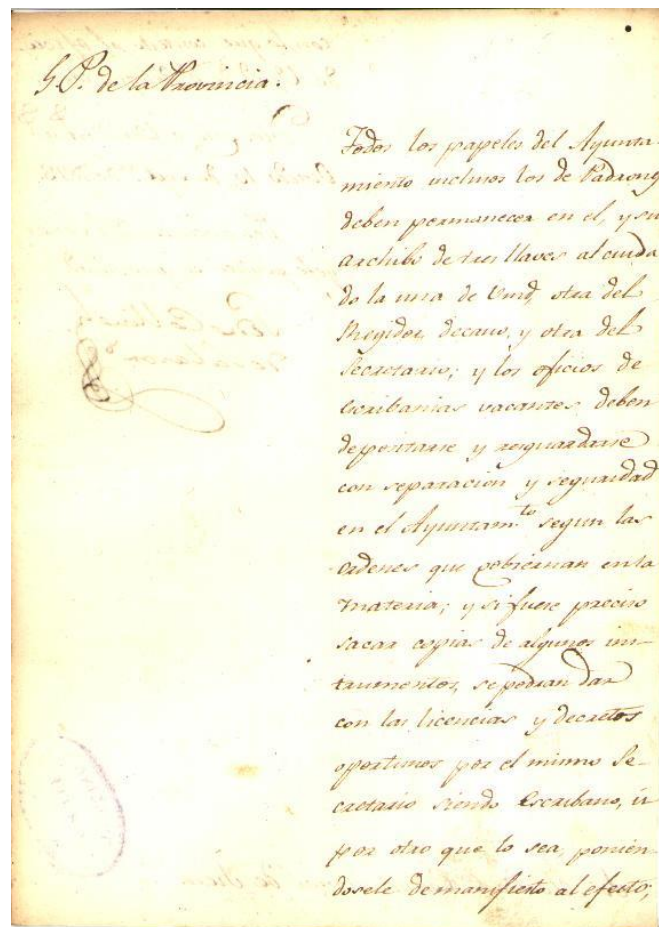 G. P. de la Provincia.
Todos los papeles del Ayunta-
miento inclusos los de Padrones
deben permanecer en el, y su
archibo de tres llaves al cuida
do la una de Vmd, otra del
Regidor decano, y otra del
Secretario; y los oficios de
escribanias vacantes deben
depositarse y resguardarse
con separacion y seguridad
en el Ayuntam.to segun las
ordenes que gobiernan en la
materia; y si fuere preciso
sacar copias de algunos ins-
trumentos, se podran dar
con las licencias y decretos
oportunos por el mismo Se-
cretario siendo Escribano, ú
por otro que lo sea, ponien-
dosele de manifiesto al efecto;